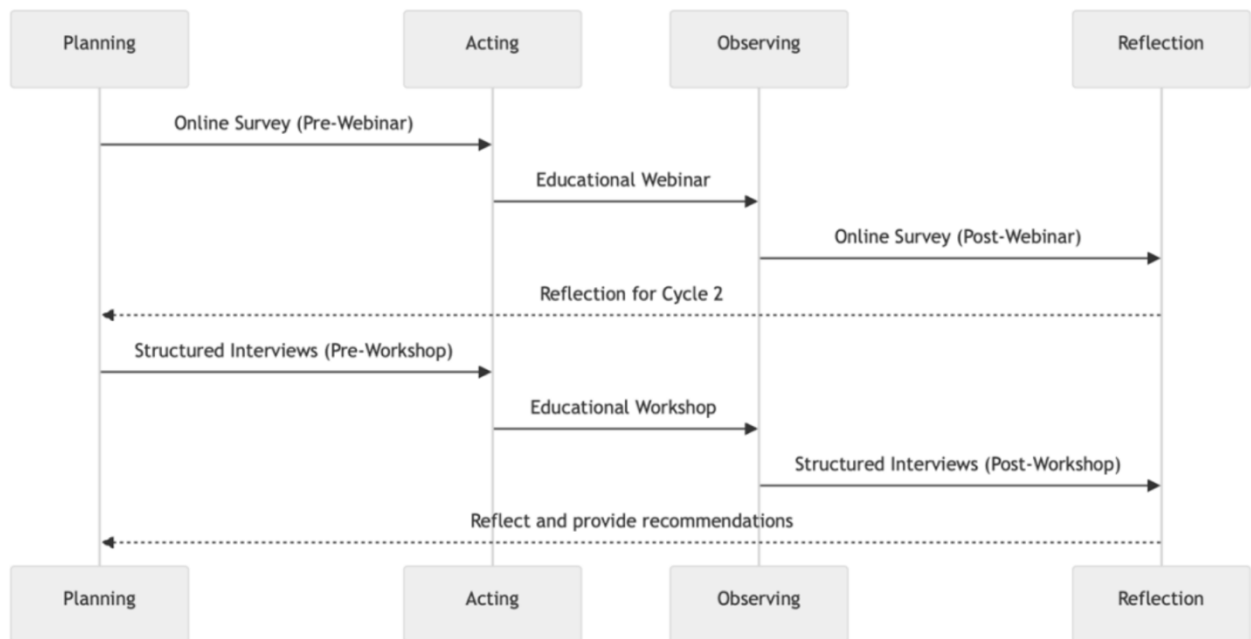 Planning
Acting
Observing
Reflection
Online Survey (Pre-Webinar)
Educational Webinar
Online Survey (Post-Webinar)
Reflection for Cycle 2
Structured Interviews (Pre-Workshop)
Educational Workshop
Structured Interviews (Post-Workshop)
Reflect and provide recommendations
Planning
Acting
Observing
Reflection